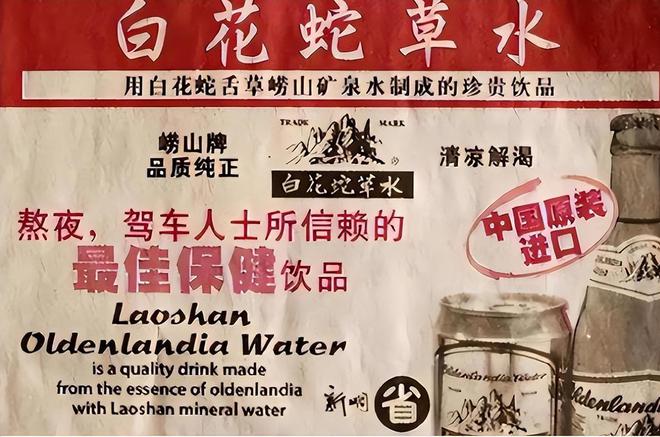 白花蛇草水
用白花蛇舌草崂山矿泉水制成的珍贵饮品
崂山牌
品质纯正
TRADE MARK
白花蛇草水
清凉解渴
熬夜，驾车人士所信赖的
最佳保健饮品
中国原装
进口
Laoshan
Oldenlandia Water
is a quality drink made
from the essence of oldenlandia
with Laoshan mineral water
省
Oldenlandia Water
Oldenlandia